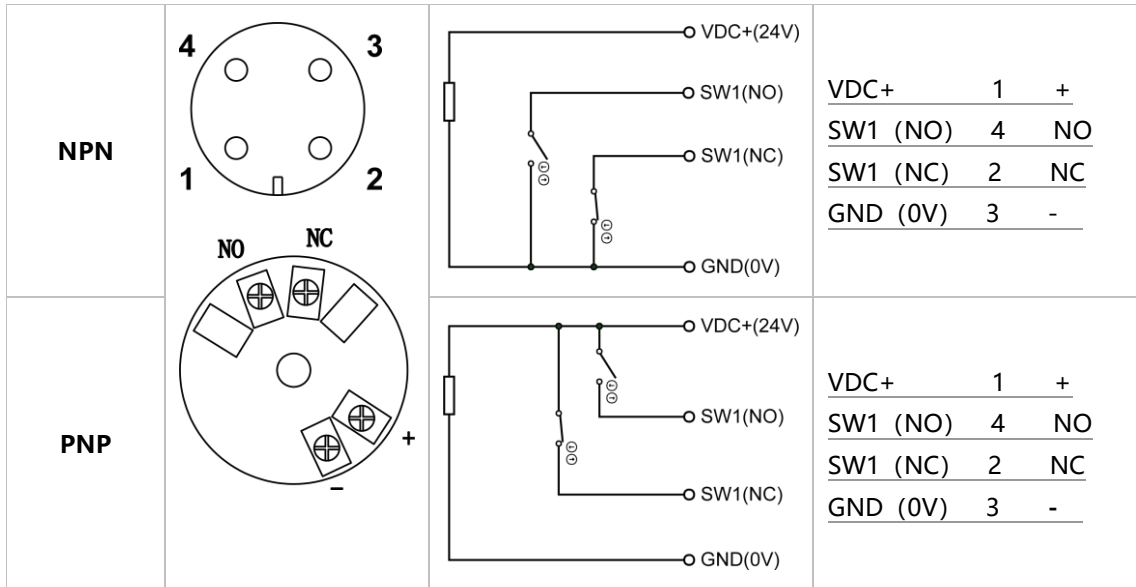 NPN
4 3
1 2
NO NC
+
-
VDC+(24V)
SW1(NO)
SW1(NC)
GND(0V)
VDC+ 1 +
SW1 (NO) 4 NO
SW1 (NC) 2 NC
GND (0V) 3 -
PNP
VDC+(24V)
SW1(NO)
SW1(NC)
GND(0V)
VDC+ 1 +
SW1 (NO) 4 NO
SW1 (NC) 2 NC
GND (0V) 3 -